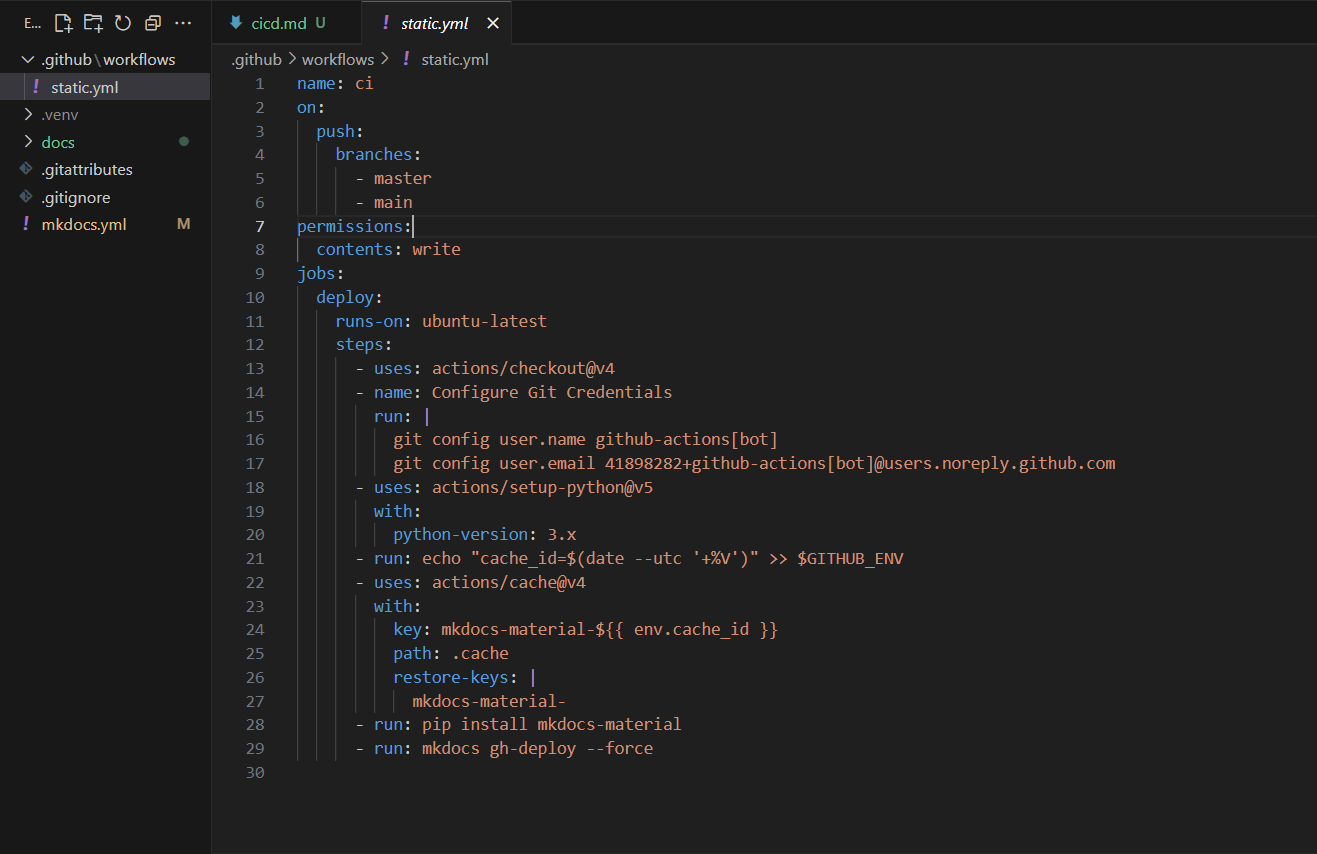 E...
cicd.md U
static.yml
.github\workflows
static.yml
.venv
docs
.gitattributes
.gitignore
mkdocs.yml M
.github > workflows > ! static.yml
1 name: ci
2 on:
3   push:
4     branches:
5       - master
6       - main
7 permissions:
8   contents: write
9 jobs:
10   deploy:
11     runs-on: ubuntu-latest
12     steps:
13       - uses: actions/checkout@v4
14       - name: Configure Git Credentials
15         run: |
16           git config user.name github-actions[bot]
17           git config user.email 41898282+github-actions[bot]@users.noreply.github.com
18       - uses: actions/setup-python@v5
19         with:
20           python-version: 3.x
21       - run: echo "cache_id=$(date --utc '+%V')" >> $GITHUB_ENV
22       - uses: actions/cache@v4
23         with:
24           key: mkdocs-material-${{ env.cache_id }}
25           path: .cache
26           restore-keys: |
27             mkdocs-material-
28       - run: pip install mkdocs-material
29       - run: mkdocs gh-deploy --force
30